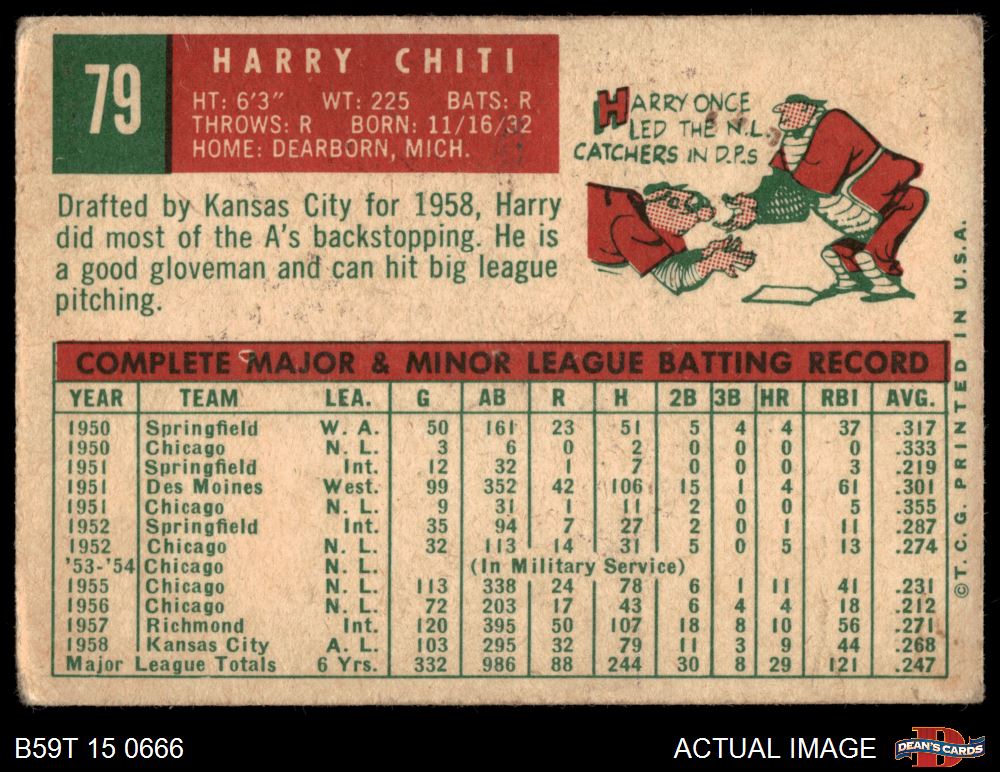 79
HARRY CHITI
HT: 6'3" WT: 225 BATS: R
THROWS: R BORN: 11/16/32
HOME: DEARBORN, MICH.
HARRY ONCE
LED THE N.L.
CATCHERS IN D.P.s
Drafted by Kansas City for 1958, Harry
did most of the A's backstopping. He is
a good gloveman and can hit big league
pitching.
COMPLETE MAJOR & MINOR LEAGUE BATTING RECORD
YEAR TEAM LEA. G AB R H 2B 3B HR RBI AVG.
1950 Springfield W. A. 50 161 23 51 5 4 4 37 .317
1950 Chicago N. L. 3 6 0 2 0 0 0 0 .333
1951 Springfield Int. 12 32 1 7 0 0 0 3 .219
1951 Des Moines West. 99 352 42 106 15 1 4 61 .301
1951 Chicago N. L. 9 31 1 11 2 0 0 5 .355
1952 Springfield Int. 35 94 7 27 2 0 1 11 .287
1952 Chicago N. L. 32 113 14 31 5 0 5 13 .274
'53-'54 Chicago N. L. (In Military Service)
1955 Chicago N. L. 113 338 24 78 6 1 11 41 .231
1956 Chicago N. L. 72 203 17 43 6 4 4 18 .212
1957 Richmond Int. 120 395 50 107 18 8 10 56 .271
1958 Kansas City A. L. 103 295 32 79 11 3 9 44 .268
Major League Totals 6 Yrs. 332 986 88 244 30 8 29 121 .247
©T. C. G. PRINTED IN U. S. A.
B59T 15 0666
ACTUAL IMAGE
D
DEAN'S CARDS